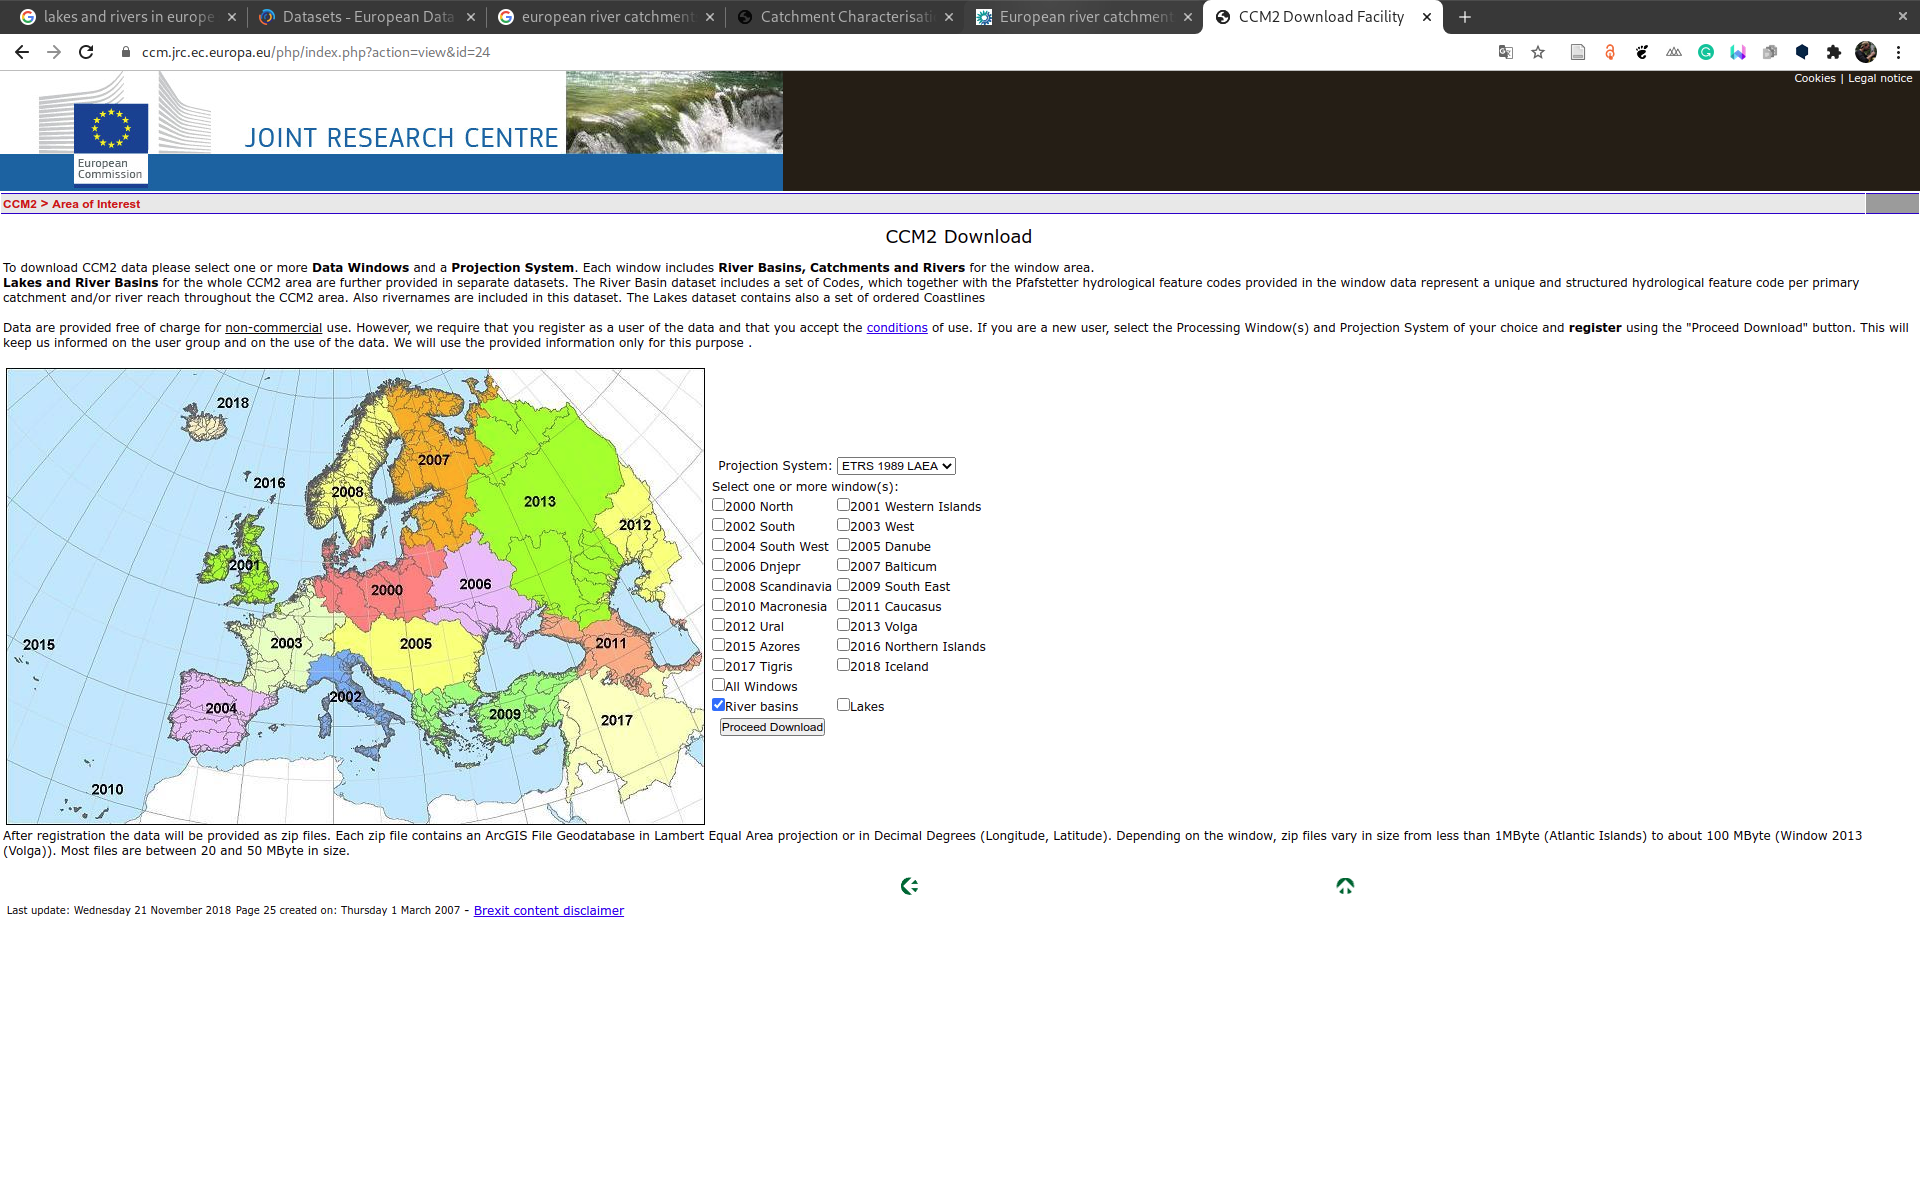 lakes and rivers in europe
Datasets - European Data
european river catchment
Catchment Characterisati
European river catchment
CCM2 Download Facility
ccm.jrc.ec.europa.eu/php/index.php?action=view&id=24
Cookies | Legal notice
JOINT RESEARCH CENTRE
European
Commission
CCM2 > Area of Interest
CCM2 Download
To download CCM2 data please select one or more Data Windows and a Projection System. Each window includes River Basins, Catchments and Rivers for the window area.
Lakes and River Basins for the whole CCM2 area are further provided in separate datasets. The River Basin dataset includes a set of Codes, which together with the Pfafstetter hydrological feature codes provided in the window data represent a unique and structured hydrological feature code per primary
catchment and/or river reach throughout the CCM2 area. Also rivernames are included in this dataset. The Lakes dataset contains also a set of ordered Coastlines
Data are provided free of charge for non-commercial use. However, we require that you register as a user of the data and that you accept the conditions of use. If you are a new user, select the Processing Window(s) and Projection System of your choice and register using the "Proceed Download" button. This will
keep us informed on the user group and on the use of the data. We will use the provided information only for this purpose .
2018
2007
2016
2008
2013
2012
2001
2000
2006
2015
2003
2005
2011
2002
2004
2009
2017
2010
Projection System: ETRS 1989 LAEA
Select one or more window(s):
2000 North 2001 Western Islands
2002 South 2003 West
2004 South West 2005 Danube
2006 Dnjepr 2007 Balticum
2008 Scandinavia 2009 South East
2010 Macronesia 2011 Caucasus
2012 Ural 2013 Volga
2015 Azores 2016 Northern Islands
2017 Tigris 2018 Iceland
All Windows
River basins Lakes
Proceed Download
After registration the data will be provided as zip files. Each zip file contains an ArcGIS File Geodatabase in Lambert Equal Area projection or in Decimal Degrees (Longitude, Latitude). Depending on the window, zip files vary in size from less than 1MByte (Atlantic Islands) to about 100 MByte (Window 2013
(Volga)). Most files are between 20 and 50 MByte in size.
Last update: Wednesday 21 November 2018 Page 25 created on: Thursday 1 March 2007 - Brexit content disclaimer